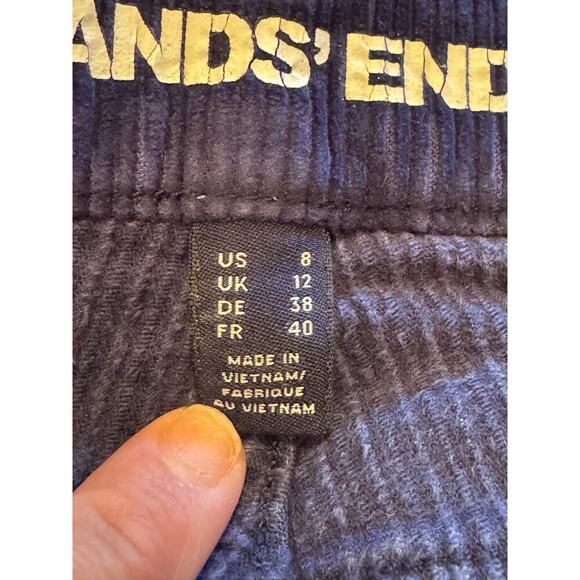 ANDS' END
US 8
UK 12
DE 38
FR 40
MADE IN
VIETNAM/
FABRIQUE
AU VIETNAM